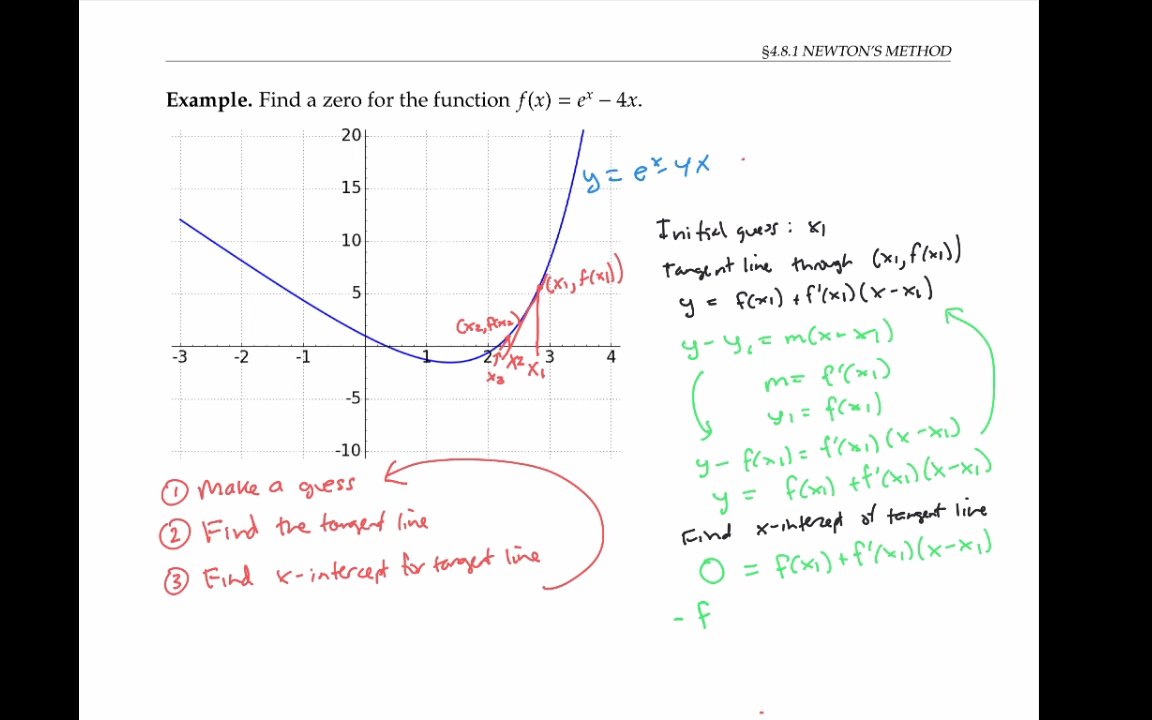 §4.8.1 NEWTON'S METHOD
Example. Find a zero for the function f(x) = eˣ − 4x.
20
15
10
5
-5
-10
-3 -2 -1 1 2 3 4
y = eˣ - 4x
(x₁, f(x₁))
(x₂, f(x₂))
x₃ x₂ x₁
① Make a guess
② Find the tangent line
③ Find x-intercept for tangent line
Initial guess: x₁
tangent line through (x₁, f(x₁))
y = f(x₁) + f'(x₁)(x - x₁)
y - y₁ = m(x - x₁)
m = f'(x₁)
y₁ = f(x₁)
y - f(x₁) = f'(x₁)(x - x₁)
y = f(x₁) + f'(x₁)(x - x₁)
Find x-intercept of tangent line
0 = f(x₁) + f'(x₁)(x - x₁)
- f